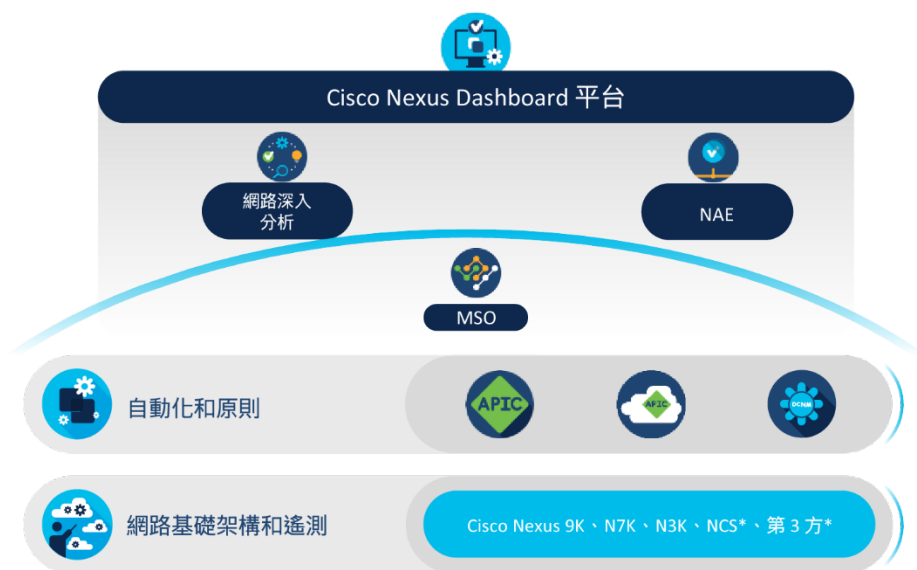 Cisco Nexus Dashboard 平台
網路深入
分析
NAE
MSO
自動化和原則
APIC
APIC
DCNM
網路基礎架構和遙測
Cisco Nexus 9K、N7K、N3K、NCS*、第 3 方*